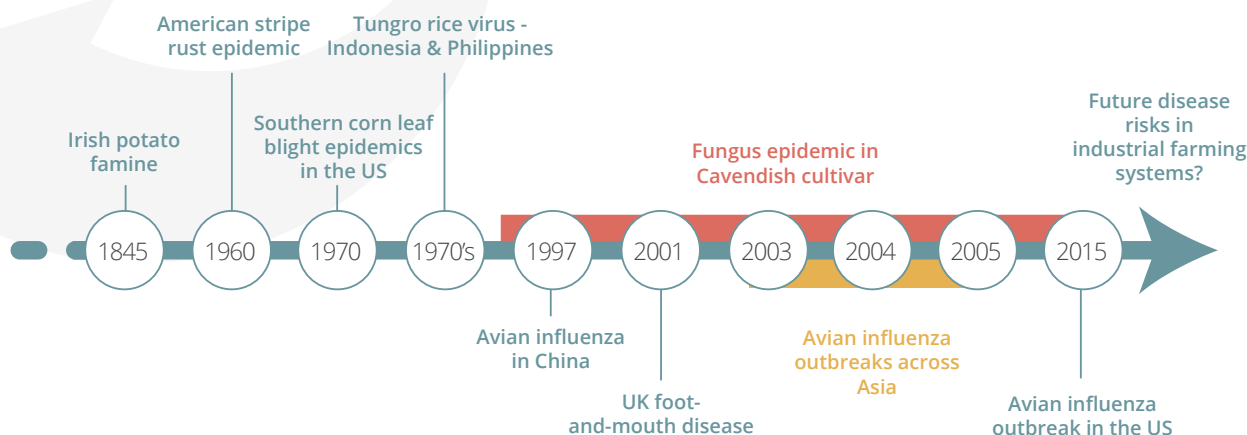 American stripe
rust epidemic
Tungro rice virus -
Indonesia & Philippines
Irish potato
famine
Southern corn leaf
blight epidemics
in the US
Fungus epidemic in
Cavendish cultivar
Future disease
risks in
industrial farming
systems?
1845
1960
1970
1970's
1997
2001
2003
2004
2005
2015
Avian influenza
in China
UK foot-
and-mouth disease
Avian influenza
outbreaks across
Asia
Avian influenza
outbreak in the US